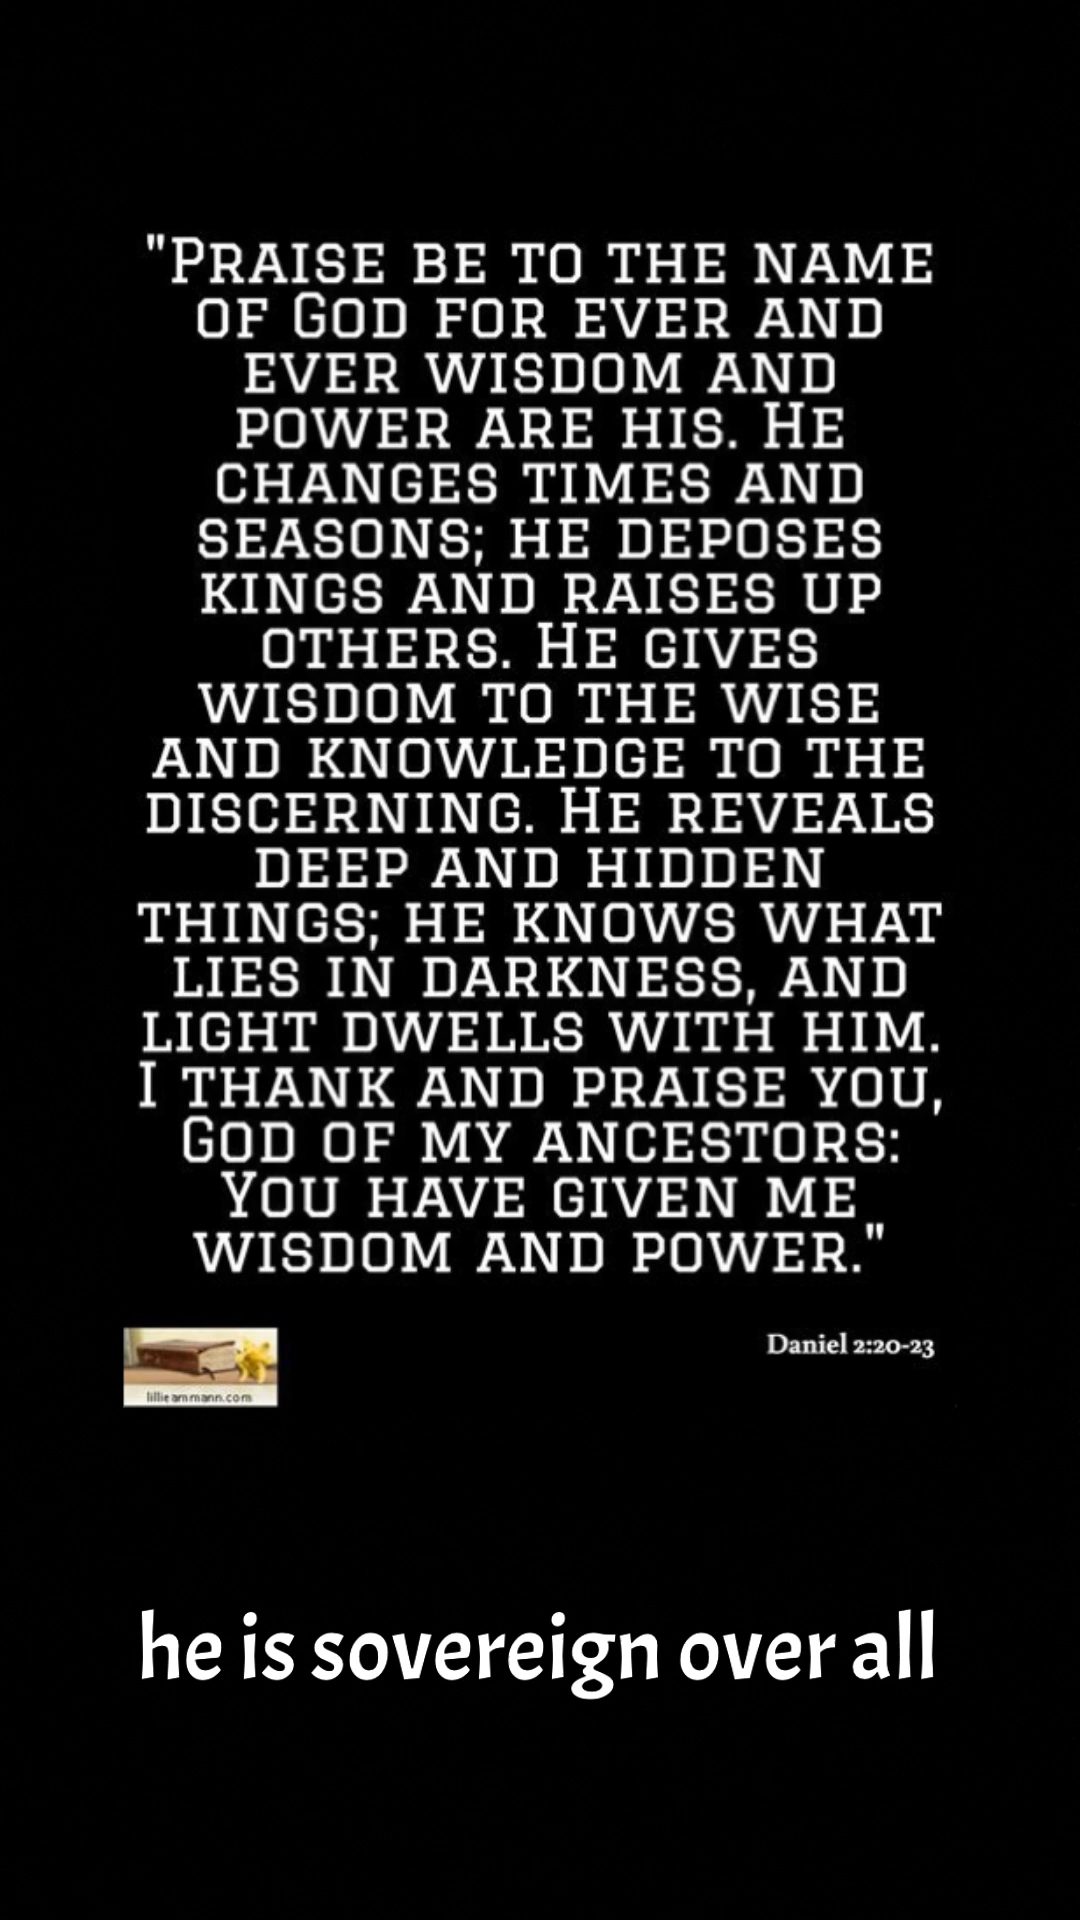 "Praise be to the name
of God for ever and
ever wisdom and
power are his. He
changes times and
seasons; he deposes
kings and raises up
others. He gives
wisdom to the wise
and knowledge to the
discerning. He reveals
deep and hidden
things; he knows what
lies in darkness, and
light dwells with him.
I thank and praise you,
God of my ancestors:
You have given me
wisdom and power."
lillieammann.com
Daniel 2:20-23
he is sovereign over all